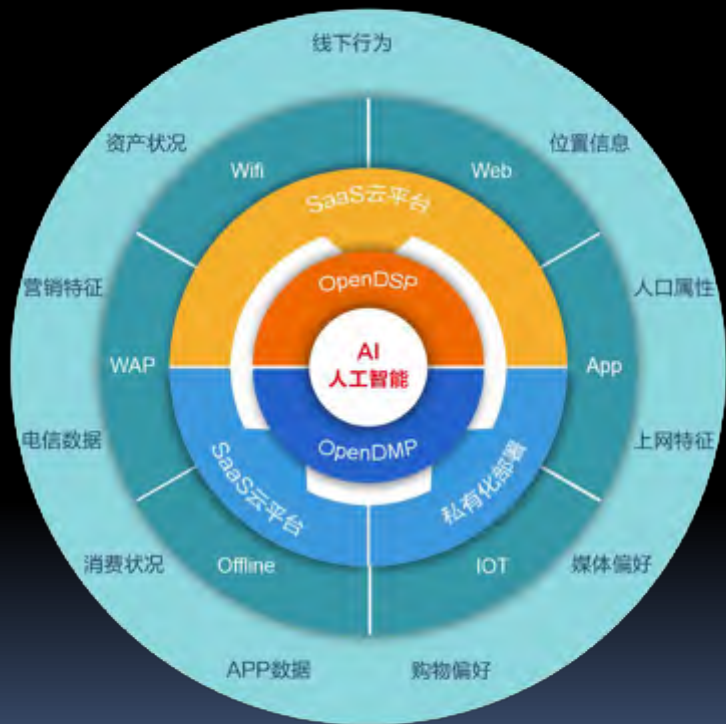 线下行为
资产状况
位置信息
Wifi
Web
SaaS云平台
营销特征
OpenDSP
人口属性
WAP
AI
人工智能
App
电信数据
OpenDMP
上网特征
SaaS云平台
私有化部署
消费状况
Offline
IOT
媒体偏好
APP数据
购物偏好